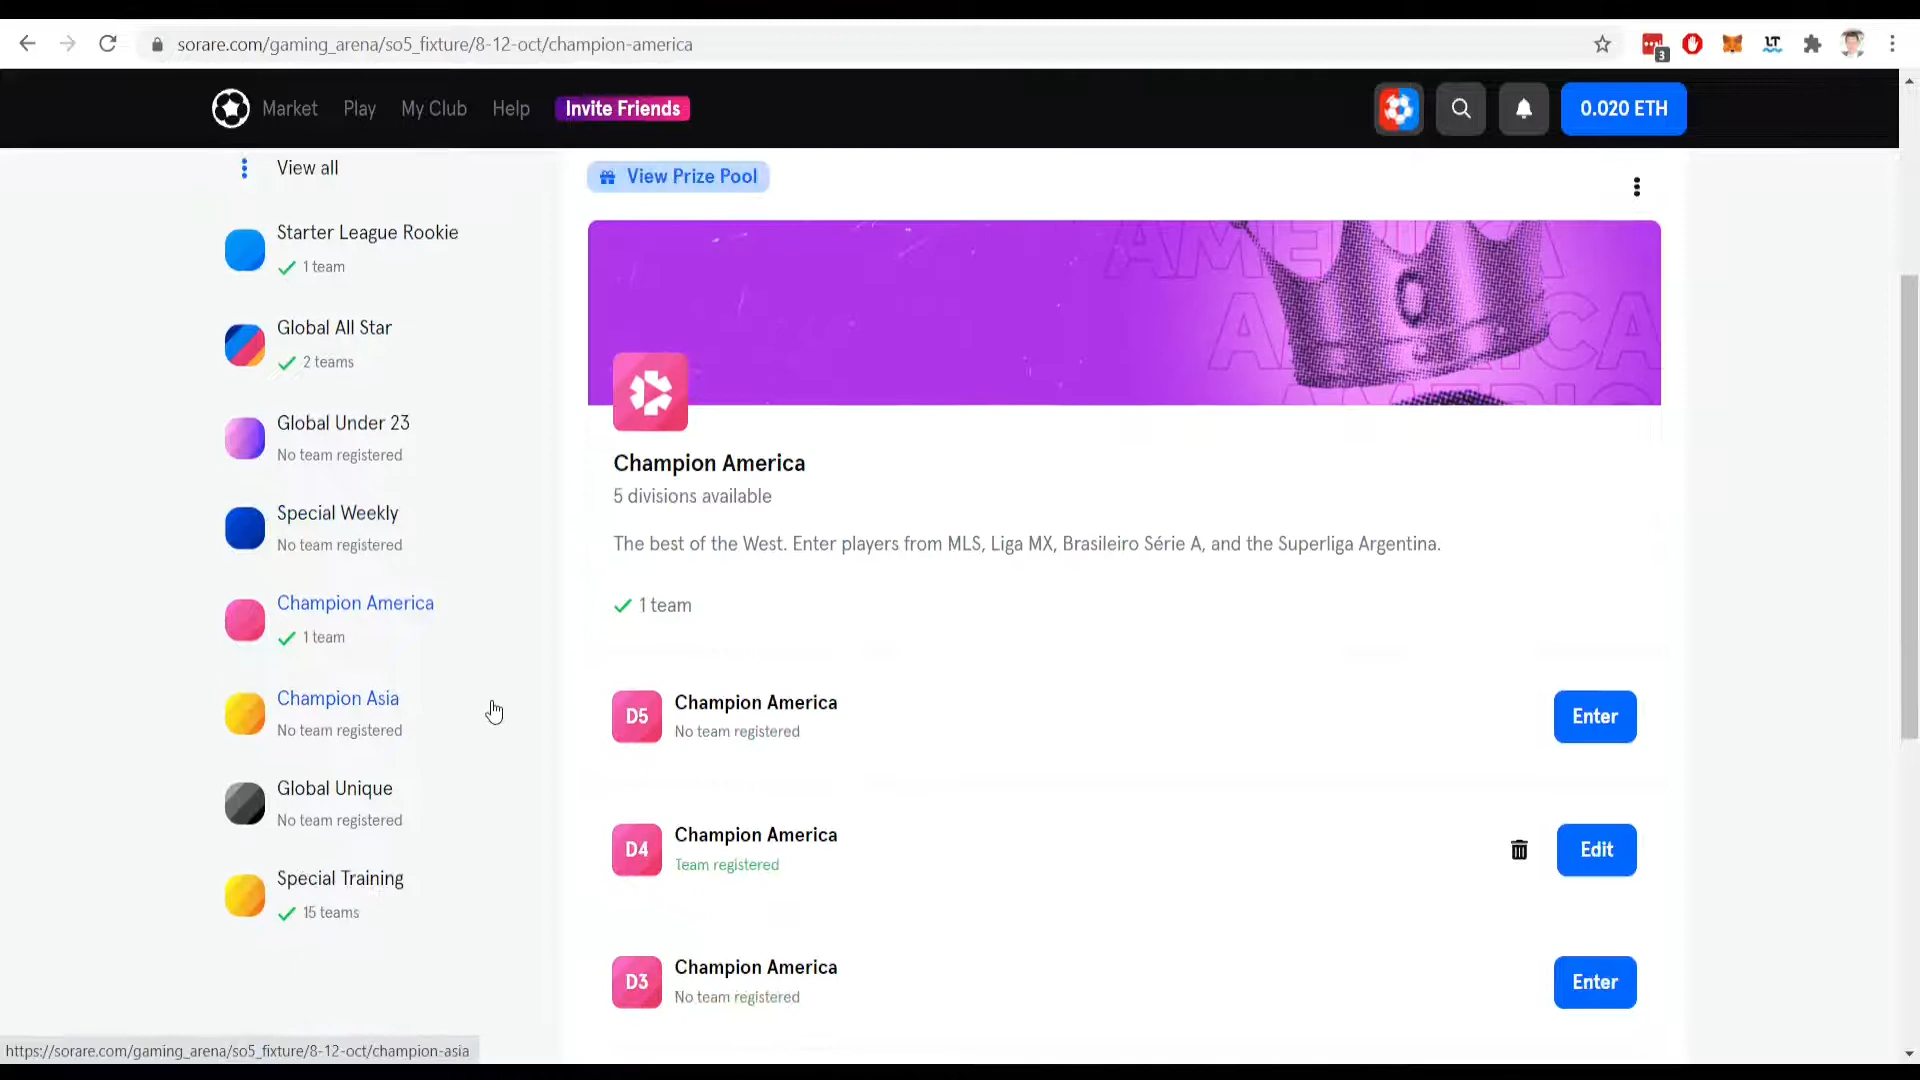 sorare.com/gaming_arena/so5_fixture/8-12-oct/champion-america
3
LT
Market
Play
My Club
Help
Invite Friends
0.020 ETH
View all
Starter League Rookie
1 team
Global All Star
2 teams
Global Under 23
No team registered
Special Weekly
No team registered
Champion America
1 team
Champion Asia
No team registered
Global Unique
No team registered
Special Training
15 teams
View Prize Pool
AMERICA
AMERICA
AMERICA
Champion America
5 divisions available
The best of the West. Enter players from MLS, Liga MX, Brasileiro Série A, and the Superliga Argentina.
1 team
D5
Champion America
No team registered
Enter
D4
Champion America
Team registered
Edit
D3
Champion America
No team registered
Enter
https://sorare.com/gaming_arena/so5_fixture/8-12-oct/champion-asia